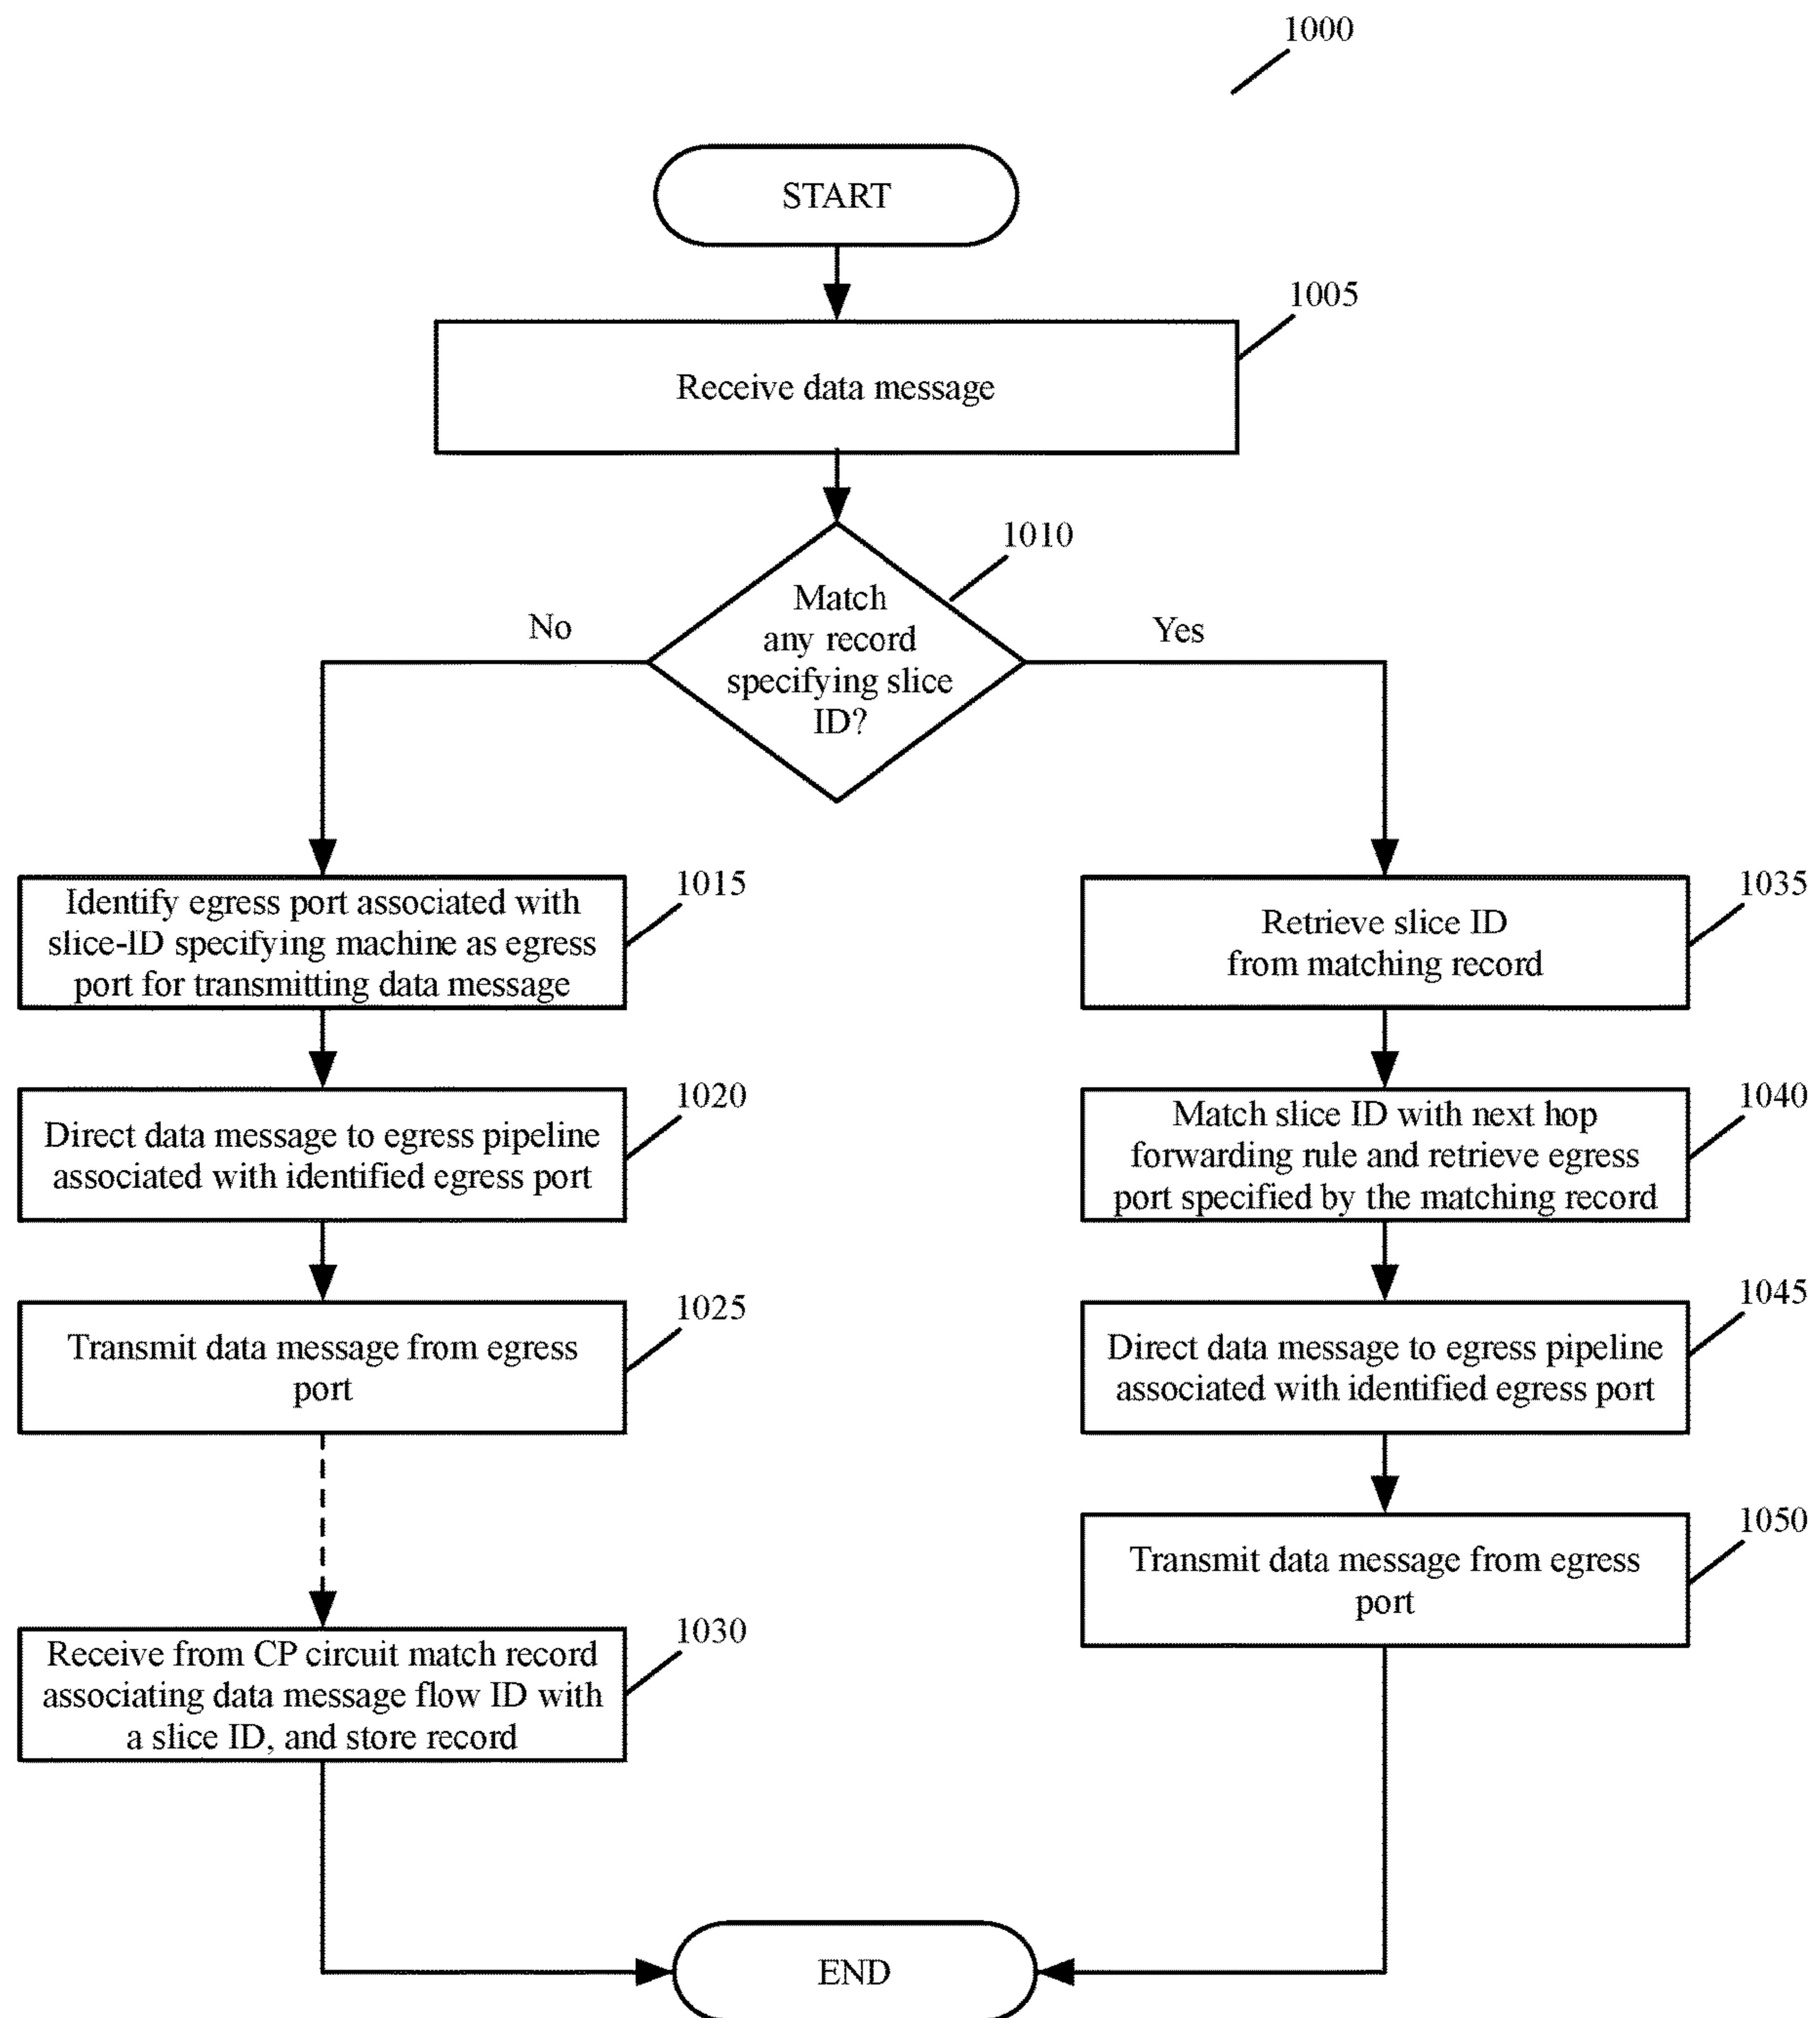 1000
START
1005
Receive data message
1010
Match
any record
specifying slice
ID?
No
Yes
1015
Identify egress port associated with
slice-ID specifying machine as egress
port for transmitting data message
1020
Direct data message to egress pipeline
associated with identified egress port
1025
Transmit data message from egress
port
1030
Receive from CP circuit match record
associating data message flow ID with
a slice ID, and store record
1035
Retrieve slice ID
from matching record
1040
Match slice ID with next hop
forwarding rule and retrieve egress
port specified by the matching record
1045
Direct data message to egress pipeline
associated with identified egress port
1050
Transmit data message from egress
port
END